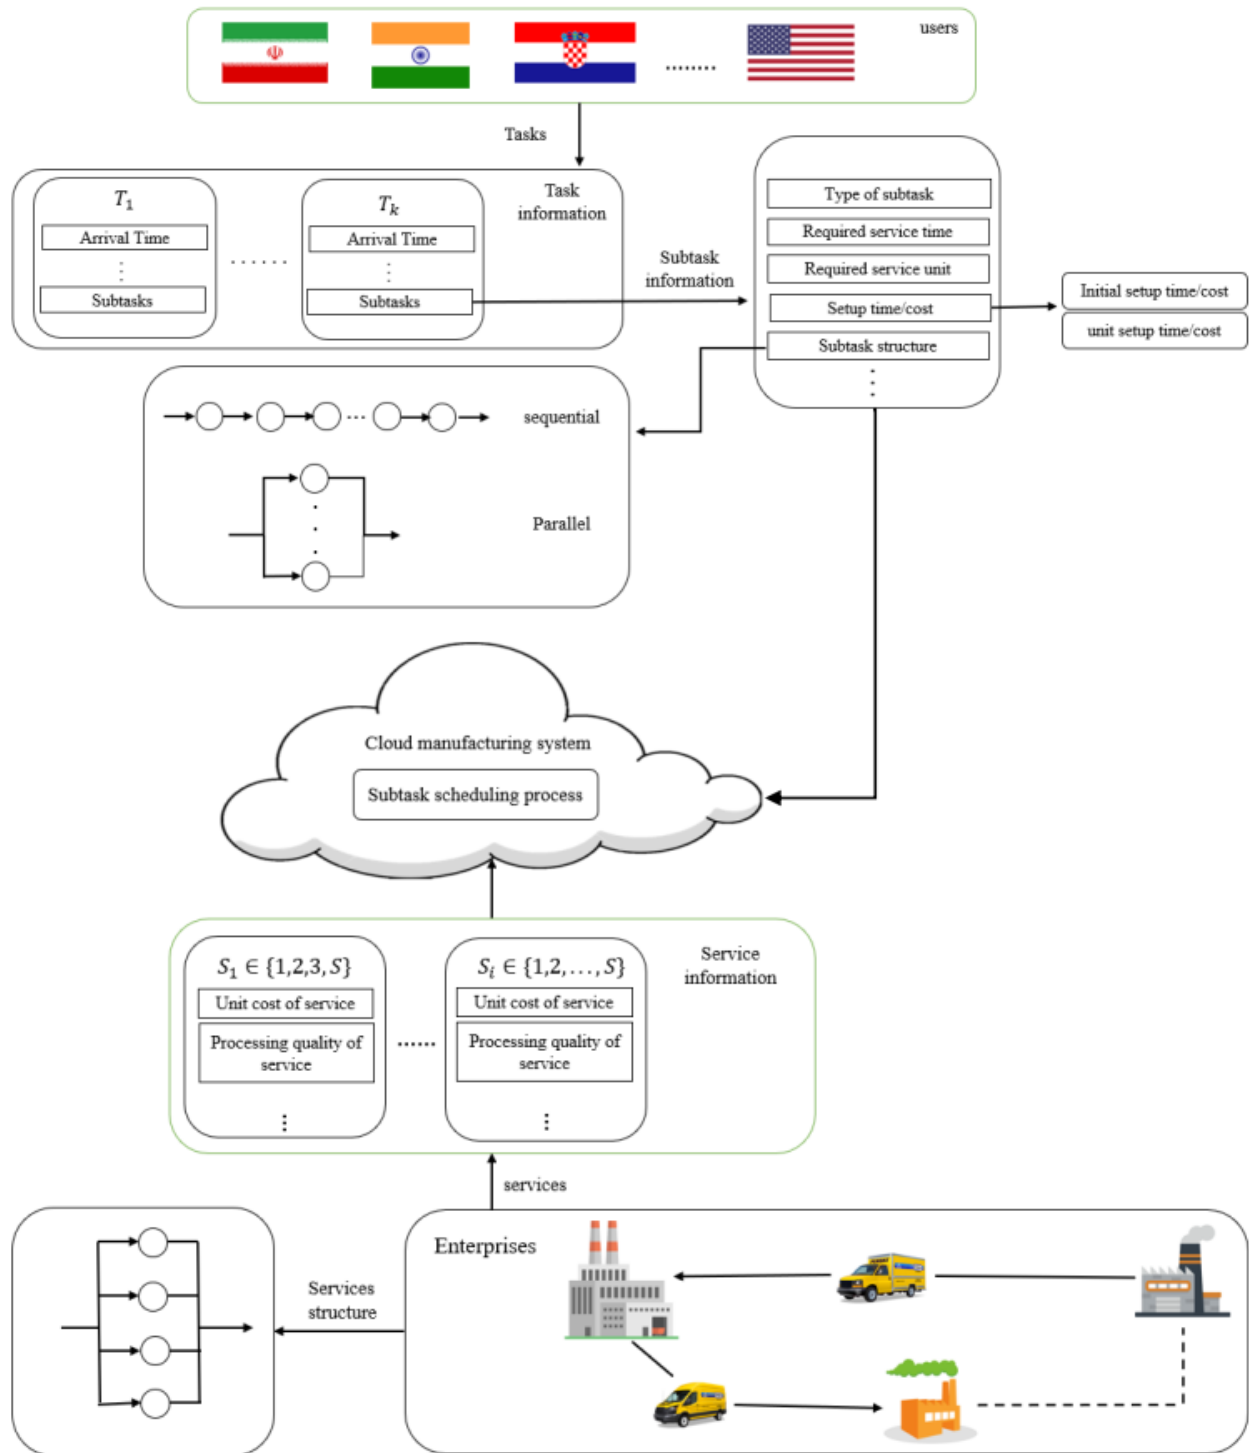 users
Tasks
Task
information
T₁
Arrival Time
Subtasks
......
Tₖ
Arrival Time
Subtasks
Subtask
information
Type of subtask
Required service time
Required service unit
Setup time/cost
Subtask structure
Initial setup time/cost
unit setup time/cost
sequential
Parallel
Cloud manufacturing system
Subtask scheduling process
Service
information
S₁ ∈ {1,2,3,S}
Unit cost of service
Processing quality of
service
......
Sᵢ ∈ {1,2,...,S}
Unit cost of service
Processing quality of
service
services
Enterprises
Services
structure